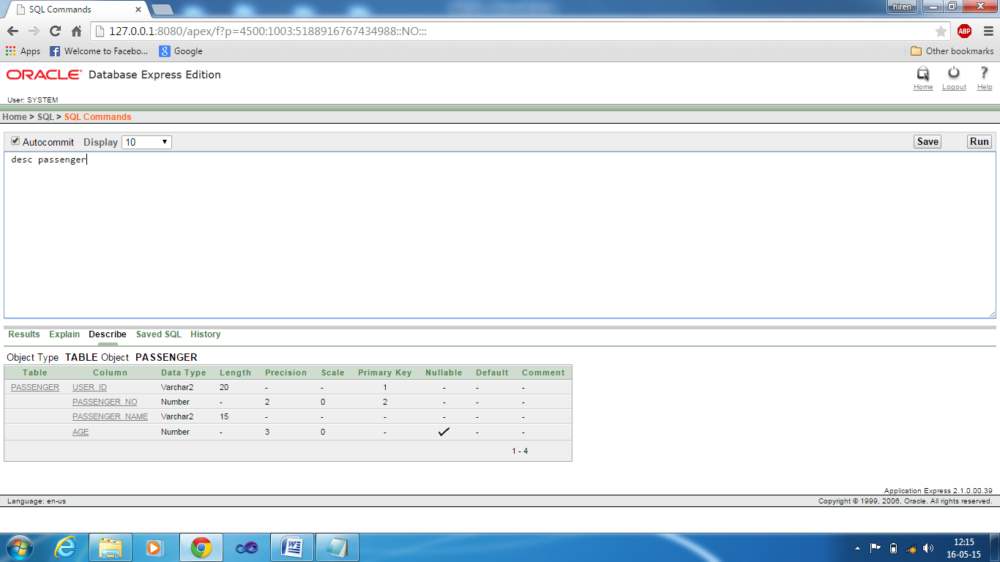 SQL Commands
hiren
127.0.0.1:8080/apex/f?p=4500:1003:5188916767434988::NO:::
ABP
Apps Welcome to Facebo... Google Other bookmarks
ORACLE Database Express Edition
Home Logout Help
User: SYSTEM
Home > SQL > SQL Commands
Autocommit Display 10 Save Run
desc passenger
Results Explain Describe Saved SQL History
Object Type TABLE Object PASSENGER
Table Column Data Type Length Precision Scale Primary Key Nullable Default Comment
PASSENGER USER_ID Varchar2 20 - - 1 - - -
PASSENGER_NO Number - 2 0 2 - - -
PASSENGER_NAME Varchar2 15 - - - - - -
AGE Number - 3 0 - ✓ - -
1 - 4
Application Express 2.1.0.00.39
Language: en-us Copyright © 1999, 2006, Oracle. All rights reserved.
12:15
16-05-15